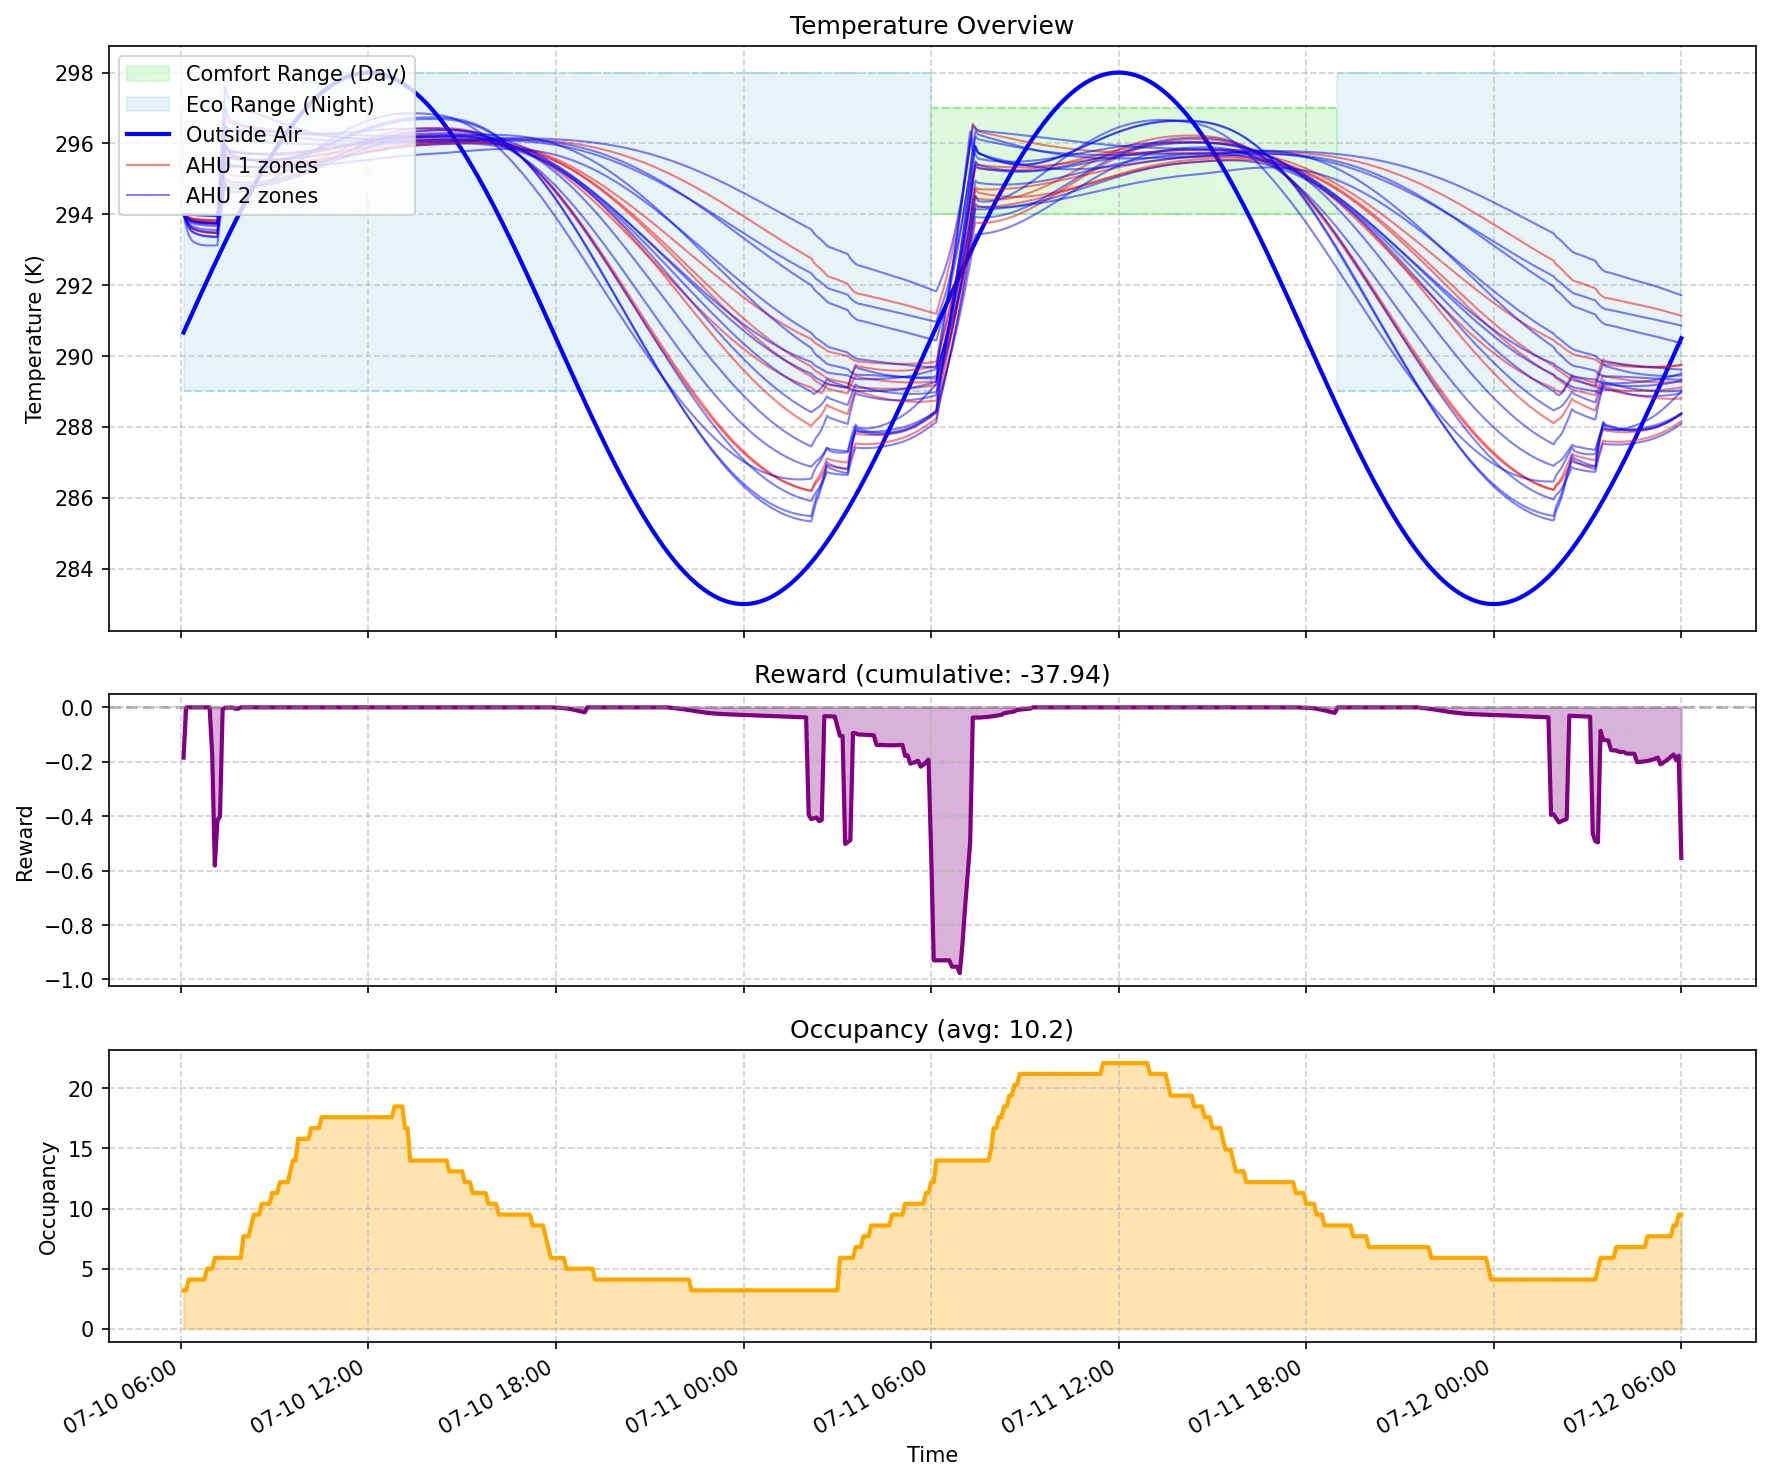 Temperature Overview
Comfort Range (Day)
Eco Range (Night)
Outside Air
AHU 1 zones
AHU 2 zones
Temperature (K)
298
296
294
292
290
288
286
284
Reward (cumulative: -37.94)
Reward
0.0
−0.2
−0.4
−0.6
−0.8
−1.0
Occupancy (avg: 10.2)
Occupancy
20
15
10
5
0
07-10 06:00
07-10 12:00
07-10 18:00
07-11 00:00
07-11 06:00
07-11 12:00
07-11 18:00
07-12 00:00
07-12 06:00
Time